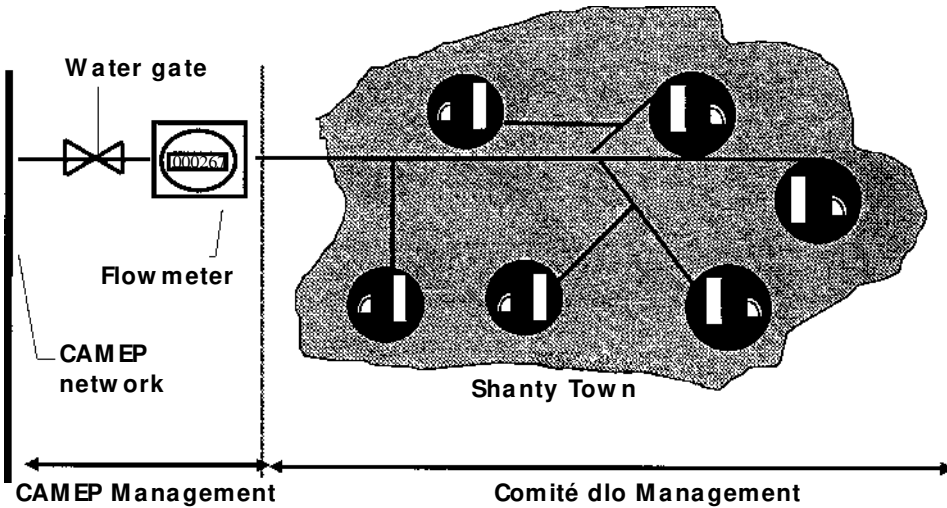 Water gate
000267
Flow meter
CAMEP
network
Shanty Town
CAMEP Management
Comité dlo Management